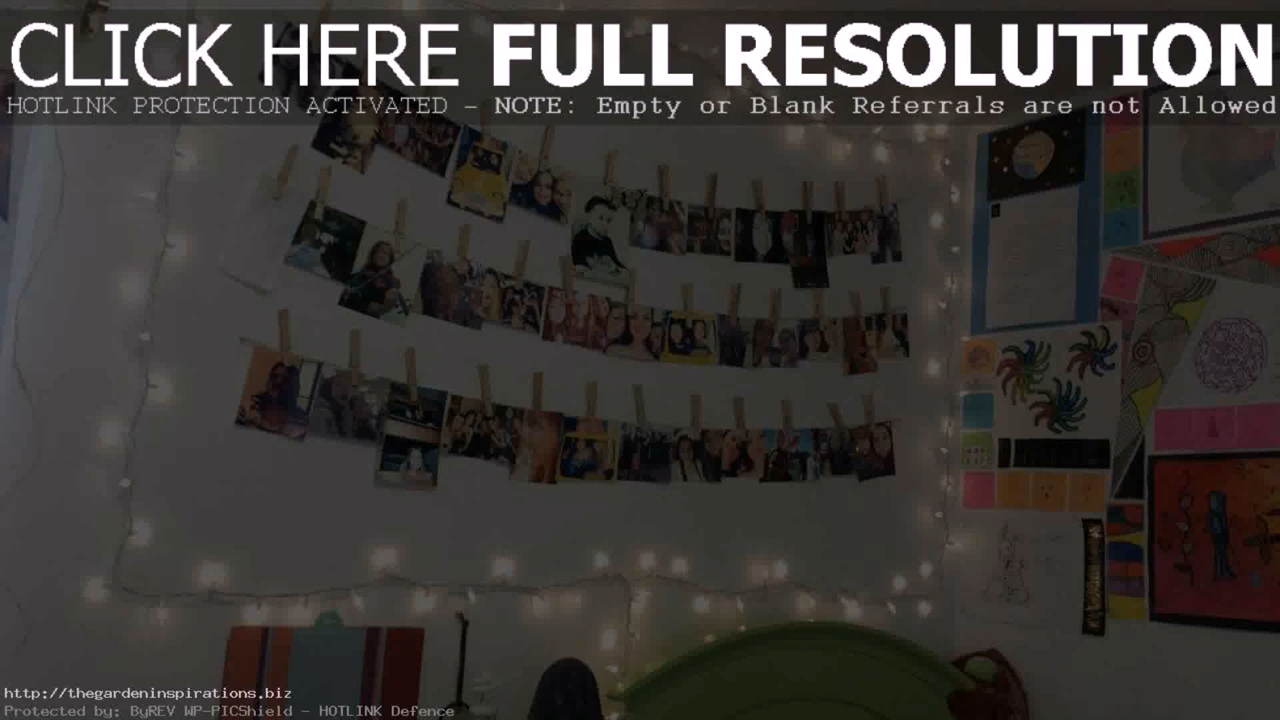 CLICK HERE FULL RESOLUTION
HOTLINK PROTECTION ACTIVATED - NOTE: Empty or Blank Referrals are not Allowed
http://thegardeninspirations.biz
Protected by: ByREV WP-PICShield - HOTLINK Defence